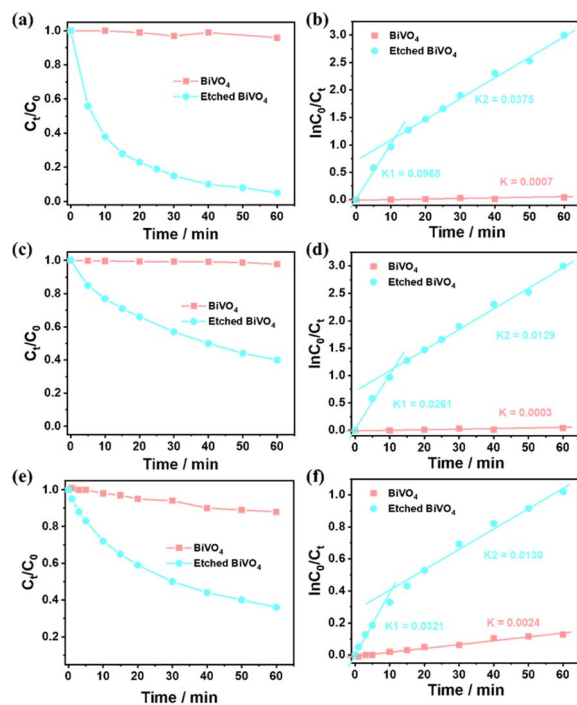 (a)
1.0
0.8
0.6
0.4
0.2
0.0
Ct/C0
BiVO4
Etched BiVO4
0 10 20 30 40 50 60
Time / min
(b)
3.0
2.5
2.0
1.5
1.0
0.5
0.0
lnC0/Ct
BiVO4
Etched BiVO4
K2 = 0.0375
K1 = 0.0968
K = 0.0007
0 10 20 30 40 50 60
Time / min
(c)
1.0
0.8
0.6
0.4
0.2
0.0
Ct/C0
BiVO4
Etched BiVO4
0 10 20 30 40 50 60
Time / min
(d)
3.0
2.5
2.0
1.5
1.0
0.5
0.0
lnC0/Ct
BiVO4
Etched BiVO4
K2 = 0.0129
K1 = 0.0261
K = 0.0003
0 10 20 30 40 50 60
Time / min
(e)
1.0
0.8
0.6
0.4
0.2
Ct/C0
BiVO4
Etched BiVO4
0 10 20 30 40 50 60
Time / min
(f)
1.2
0.8
0.4
0.0
lnC0/Ct
BiVO4
Etched BiVO4
K2 = 0.0130
K1 = 0.0321
K = 0.0024
0 10 20 30 40 50 60
Time / min